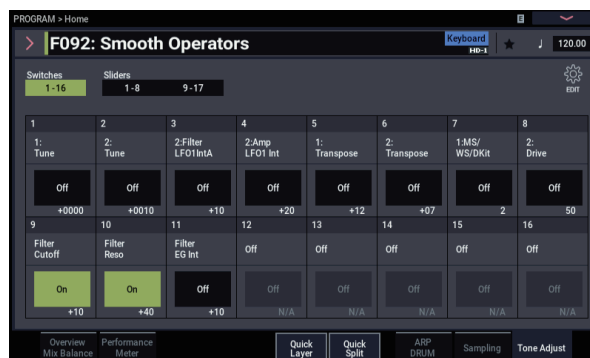 PROGRAM > Home
E
F092: Smooth Operators
Keyboard
HD-1
♩ 120.00
Switches
1-16
Sliders
1-8 9-17
EDIT
1 2 3 4 5 6 7 8
1: 2: 2:Filter 2:Amp 1: 2: 1:MS/ 2:
Tune Tune LFO1IntA LFO1 Int Transpose Transpose WS/DKit Drive
Off Off Off Off Off Off Off Off
+0000 +0010 +10 +20 +12 +07 2 50
9 10 11 12 13 14 15 16
Filter Filter Filter Off Off Off Off Off
Cutoff Reso EG Int
On On Off Off Off Off Off Off
+10 +40 +10 N/A N/A N/A N/A N/A
Overview Performance Quick Quick ARP Sampling Tone Adjust
Mix Balance Meter Layer Split DRUM